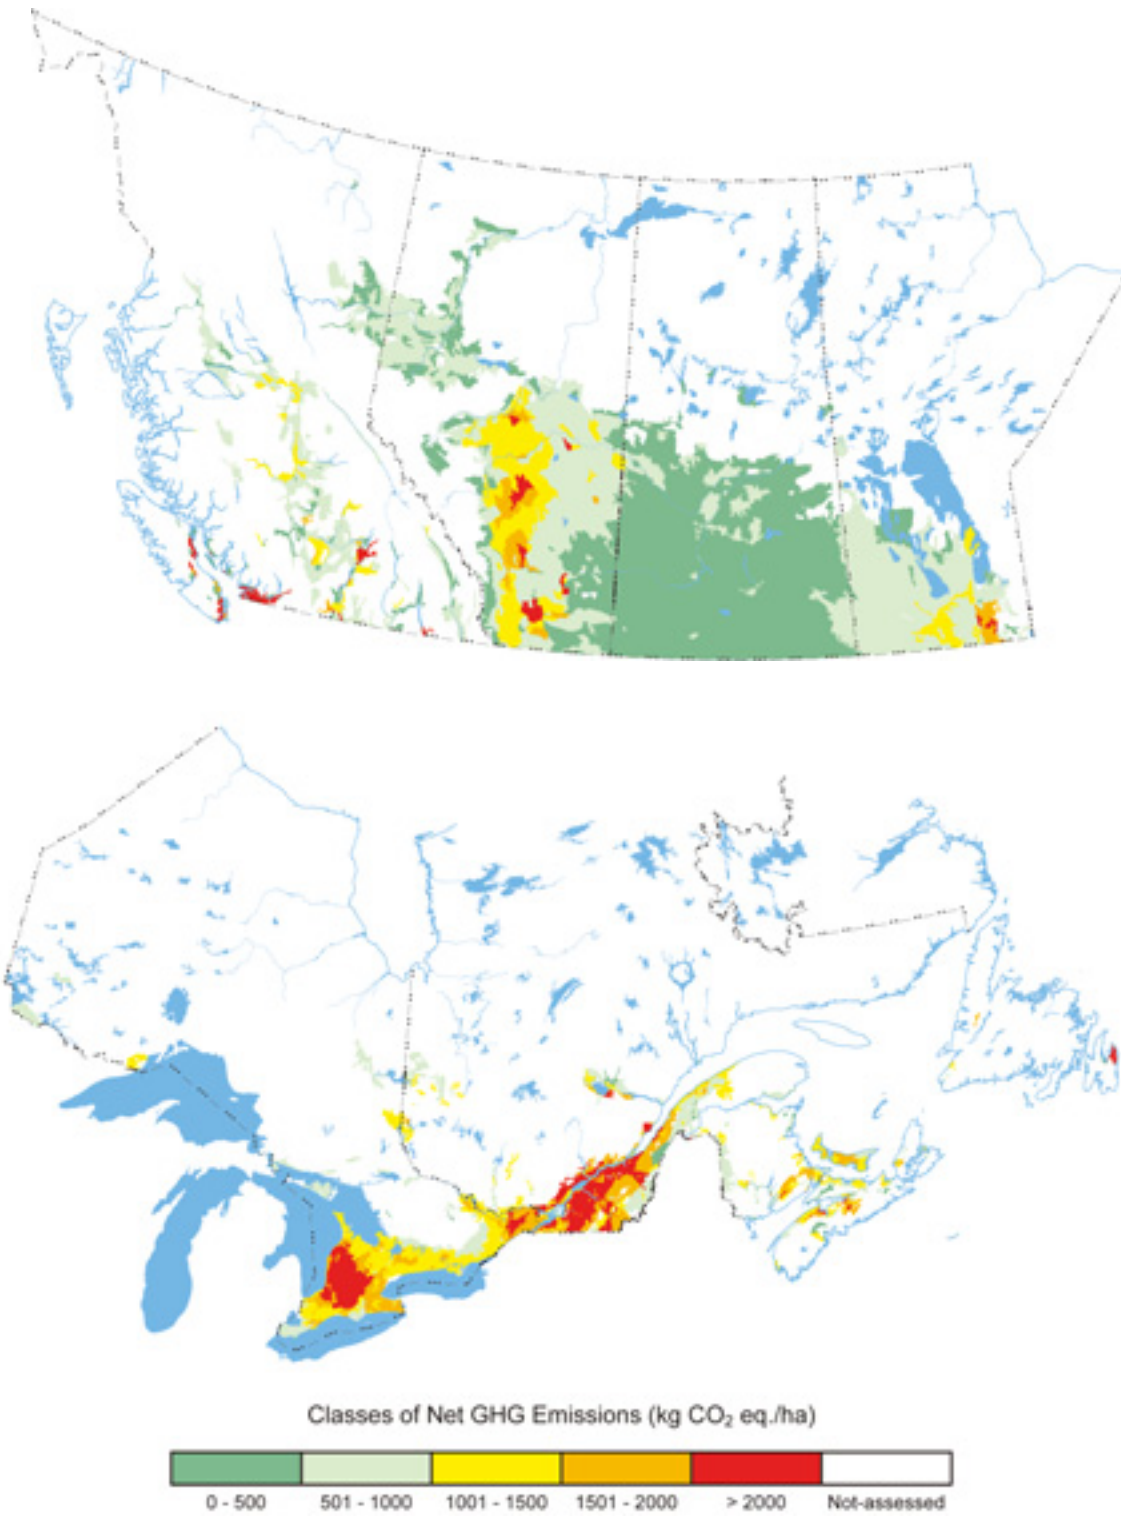 Classes of Net GHG Emissions (kg CO₂ eq./ha)
0 - 500 501 - 1000 1001 - 1500 1501 - 2000 > 2000 Not-assessed